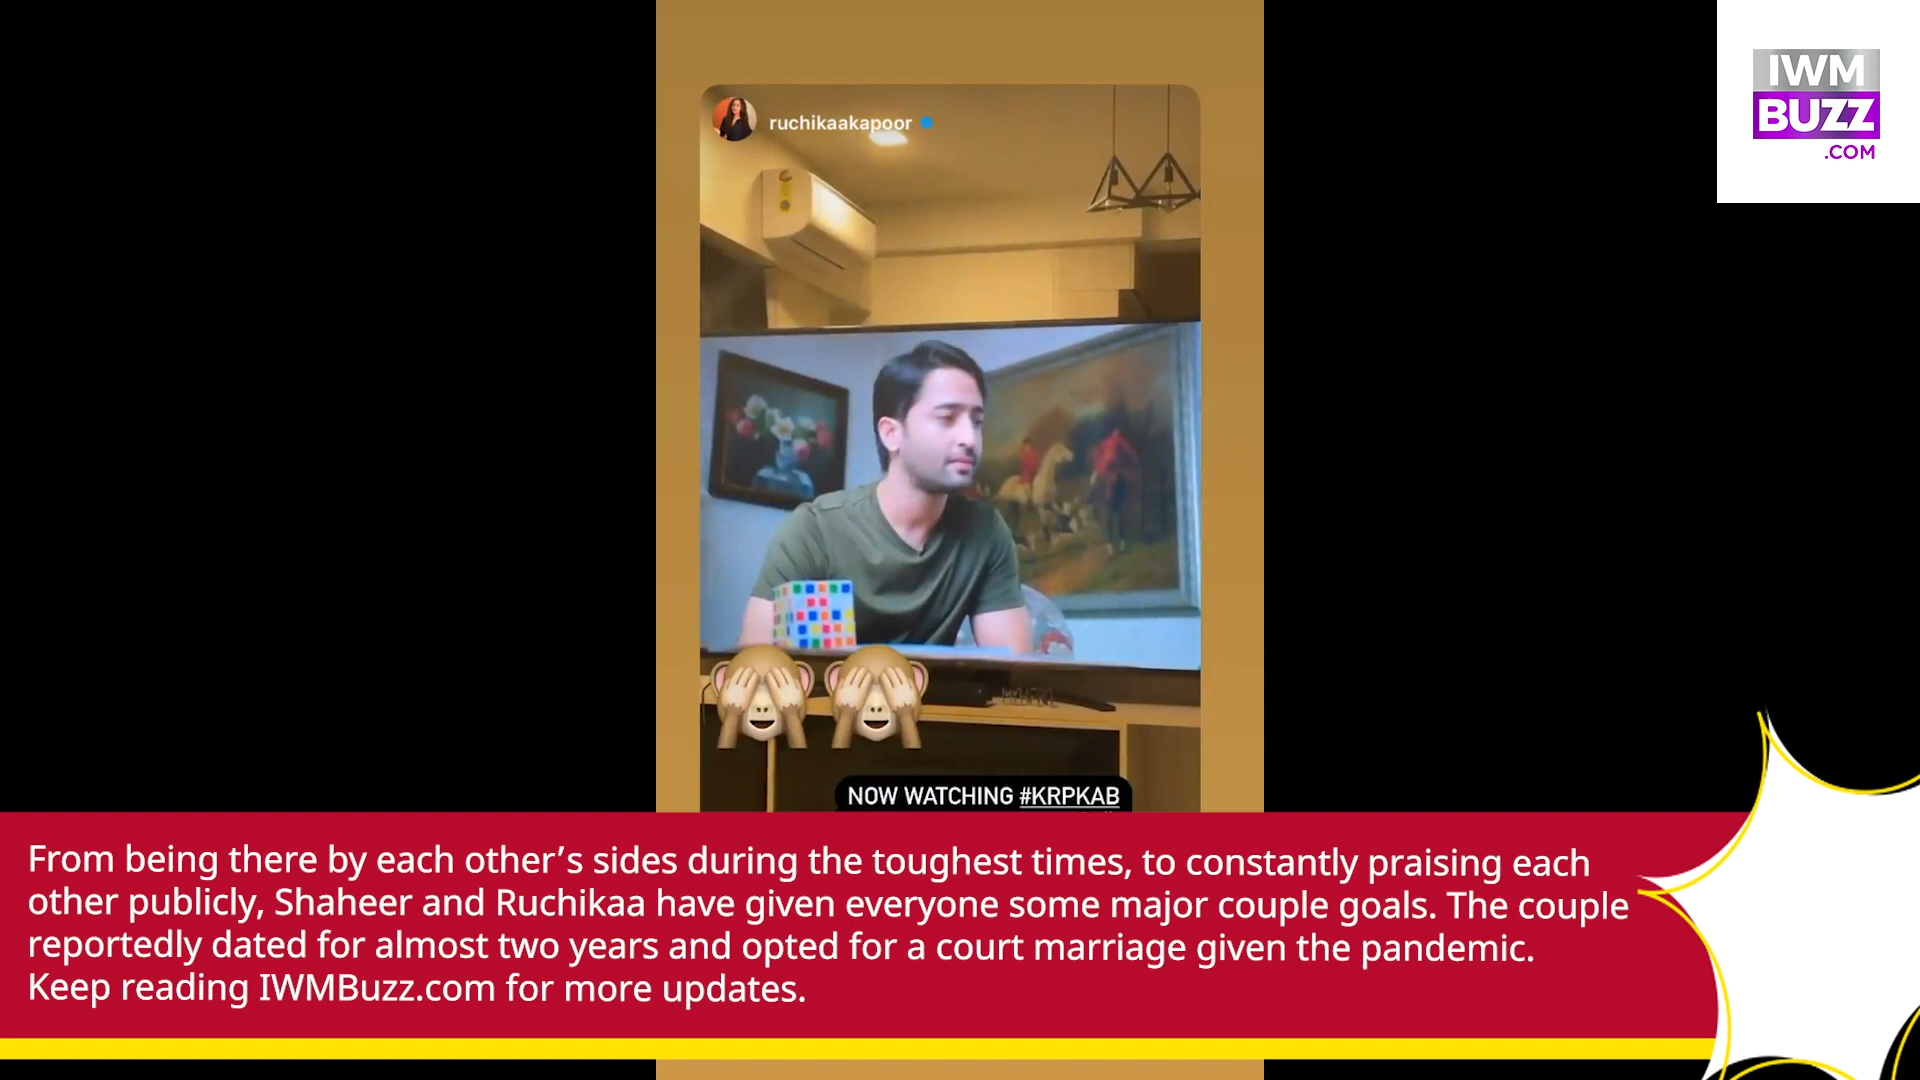 IWM
BUZZ
.COM
ruchikaakapoor
NOW WATCHING #KRPKAB
From being there by each other’s sides during the toughest times, to constantly praising each
other publicly, Shaheer and Ruchikaa have given everyone some major couple goals. The couple
reportedly dated for almost two years and opted for a court marriage given the pandemic.
Keep reading IWMBuzz.com for more updates.